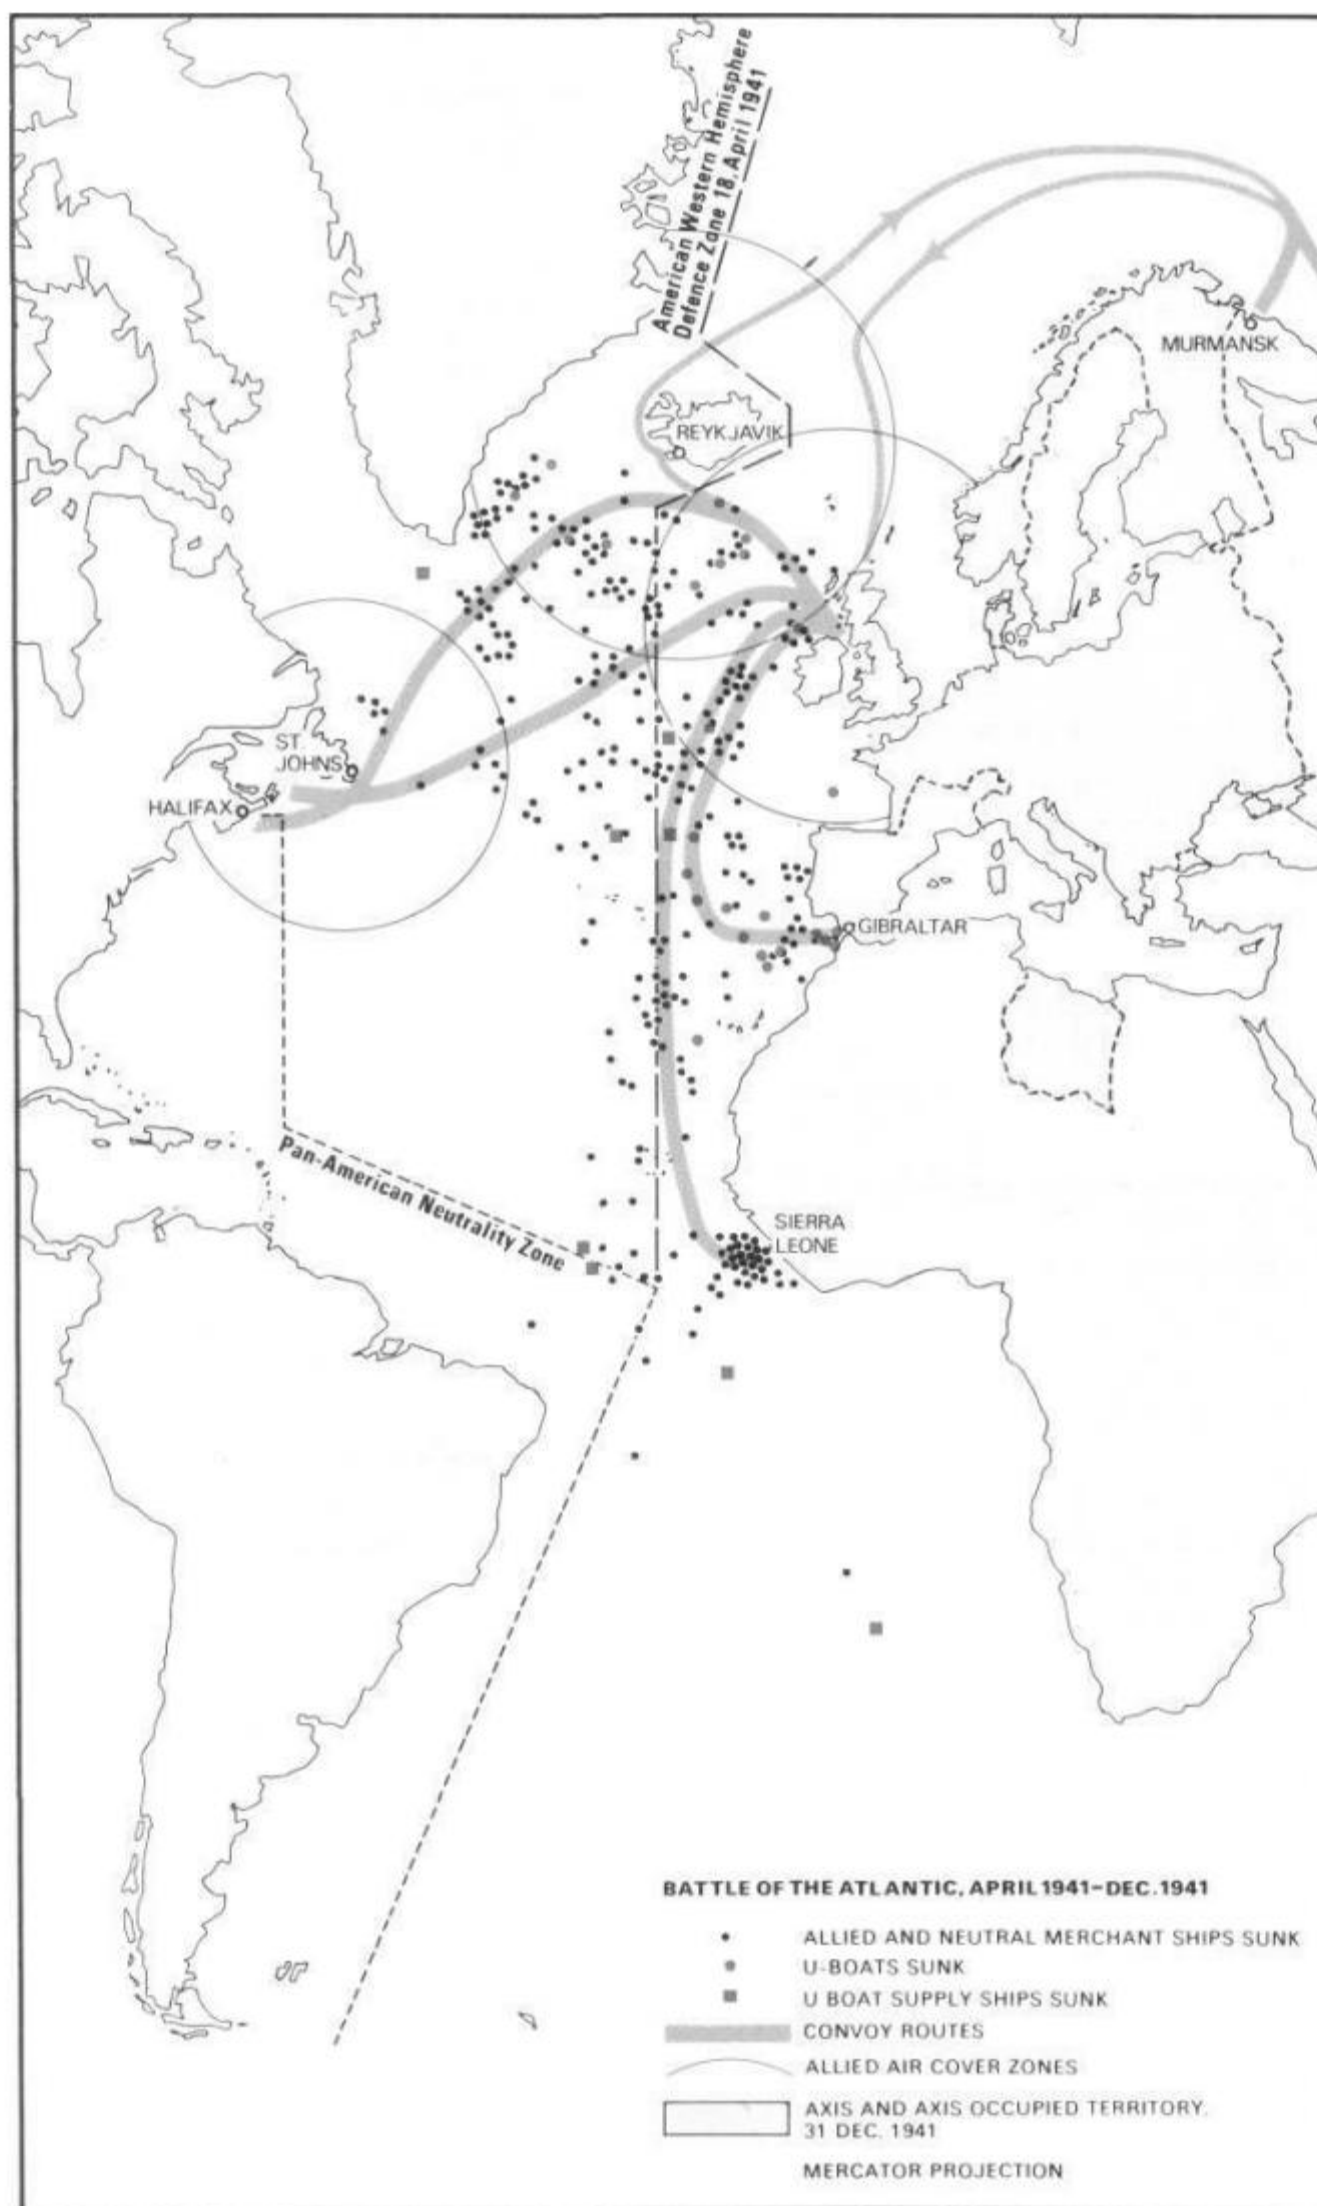 American Western Hemisphere
Defence Zone 18, April 1941
MURMANSK
REYKJAVIK
ST.
JOHNS
HALIFAX
GIBRALTAR
Pan-American Neutrality Zone
SIERRA
LEONE
BATTLE OF THE ATLANTIC, APRIL 1941–DEC. 1941
ALLIED AND NEUTRAL MERCHANT SHIPS SUNK
U-BOATS SUNK
U BOAT SUPPLY SHIPS SUNK
CONVOY ROUTES
ALLIED AIR COVER ZONES
AXIS AND AXIS OCCUPIED TERRITORY,
31 DEC. 1941
MERCATOR PROJECTION